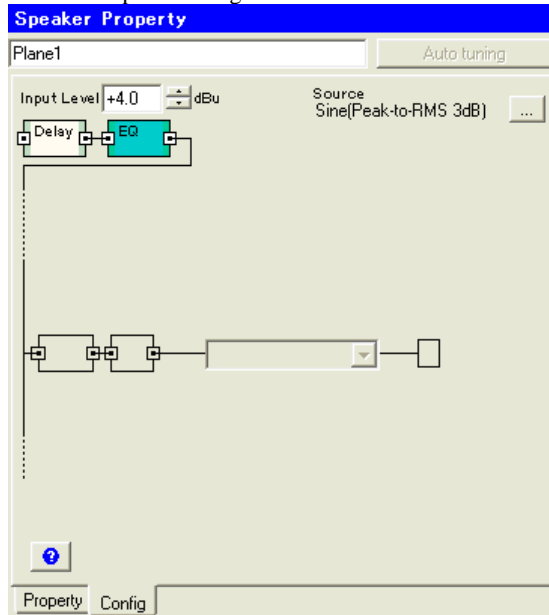 Speaker Property
Plane1
Auto tuning
Input Level +4.0 dBu
Source
Sine(Peak-to-RMS 3dB) ...
Delay EQ
?
Property Config